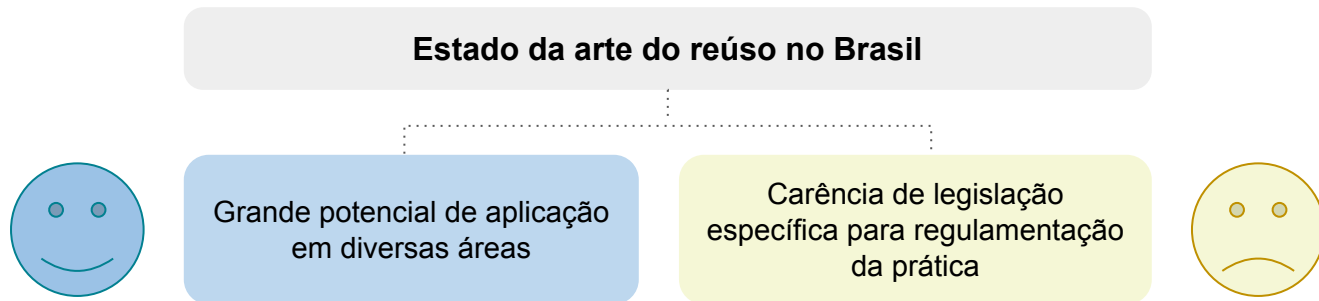 Estado da arte do reúso no Brasil
Grande potencial de aplicação
em diversas áreas
Carência de legislação
específica para regulamentação
da prática